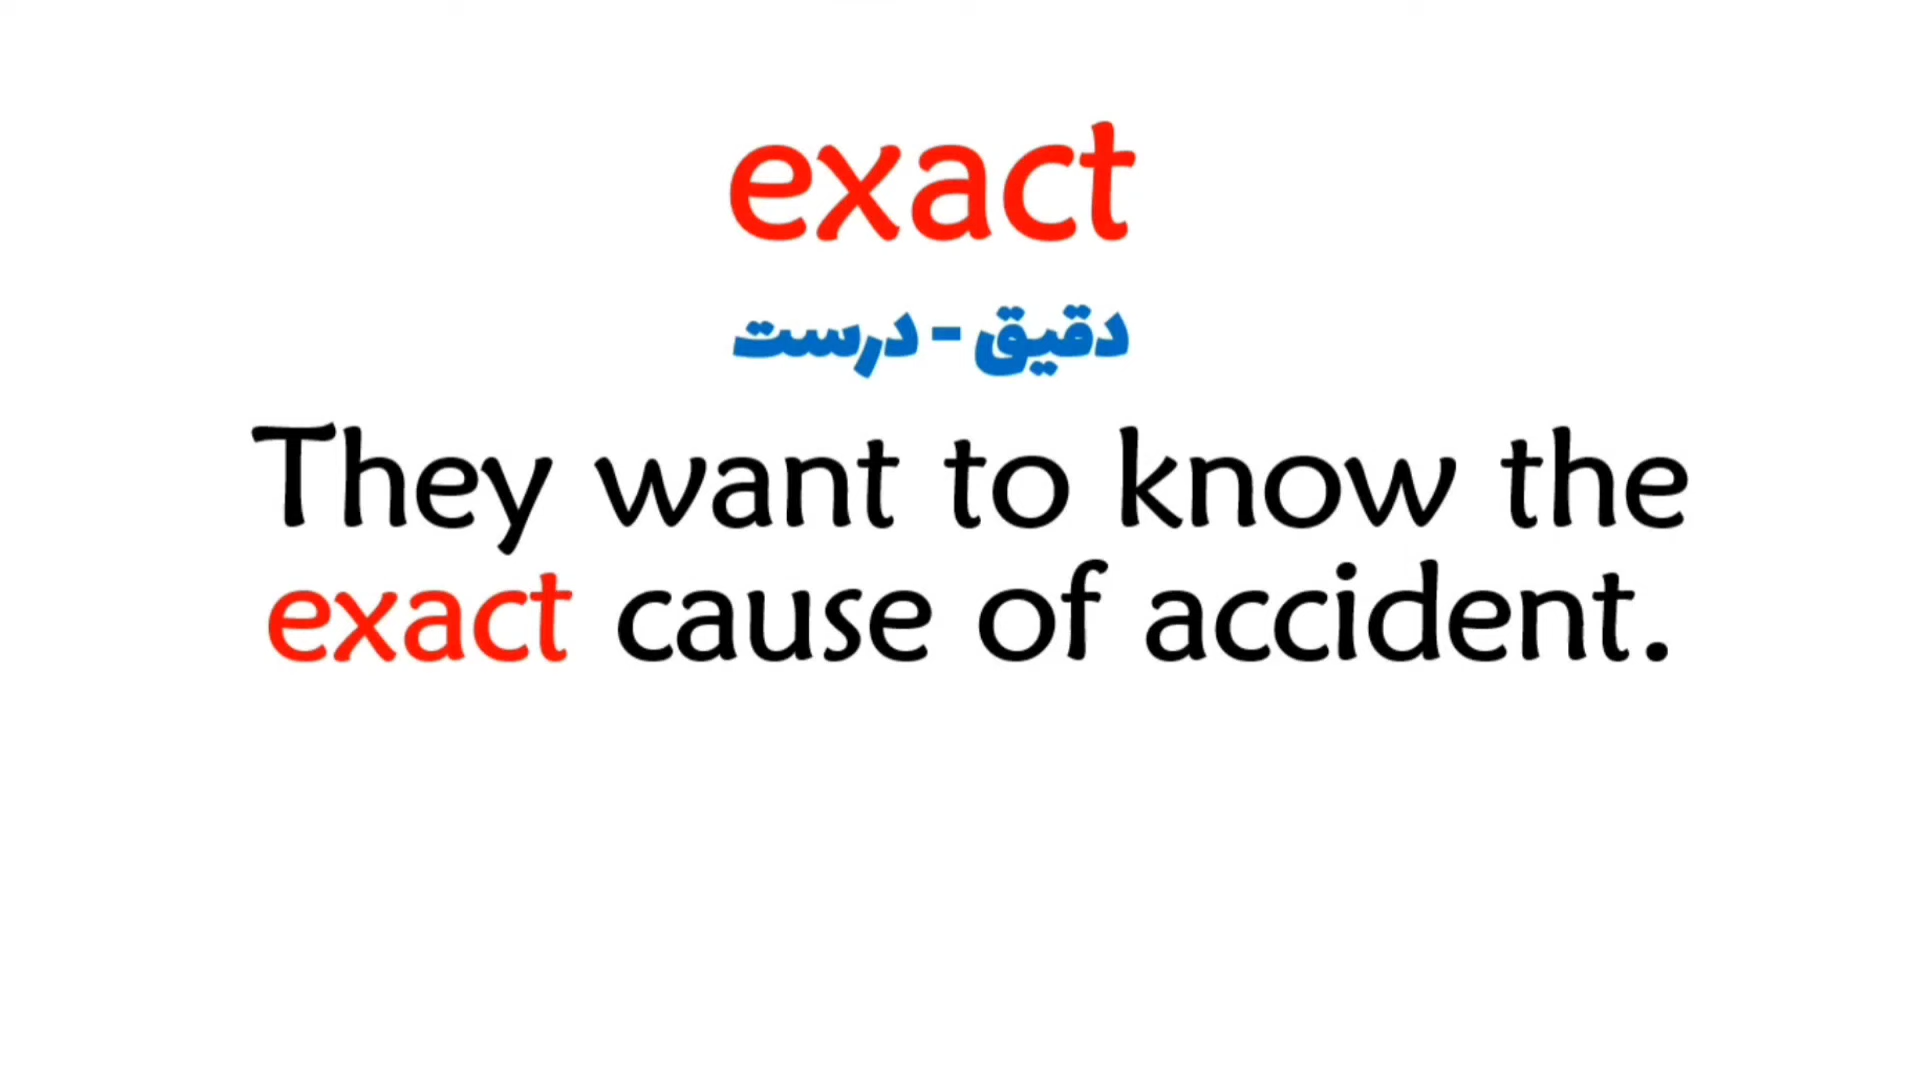 exact
دقیق - درست
They want to know the
exact cause of accident.